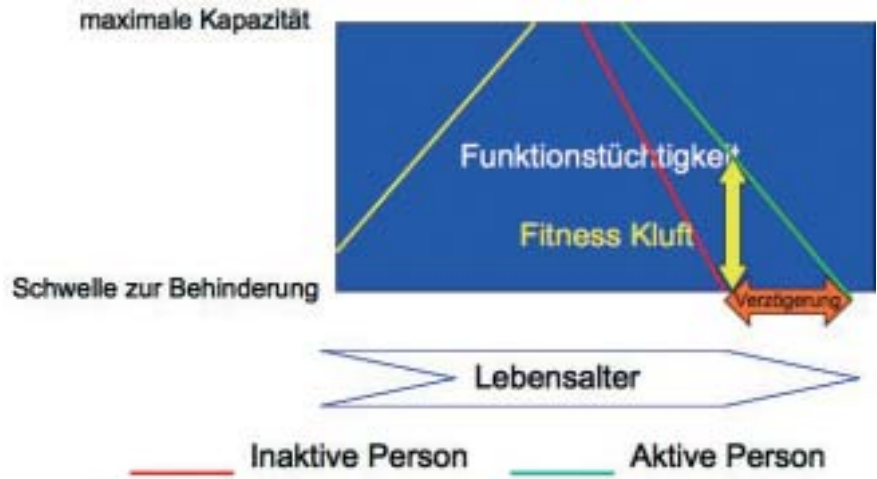 maximale Kapazität
Funktionstüchtigkeit
Fitness Kluft
Schwelle zur Behinderung
Verzögerung
Lebensalter
Inaktive Person
Aktive Person